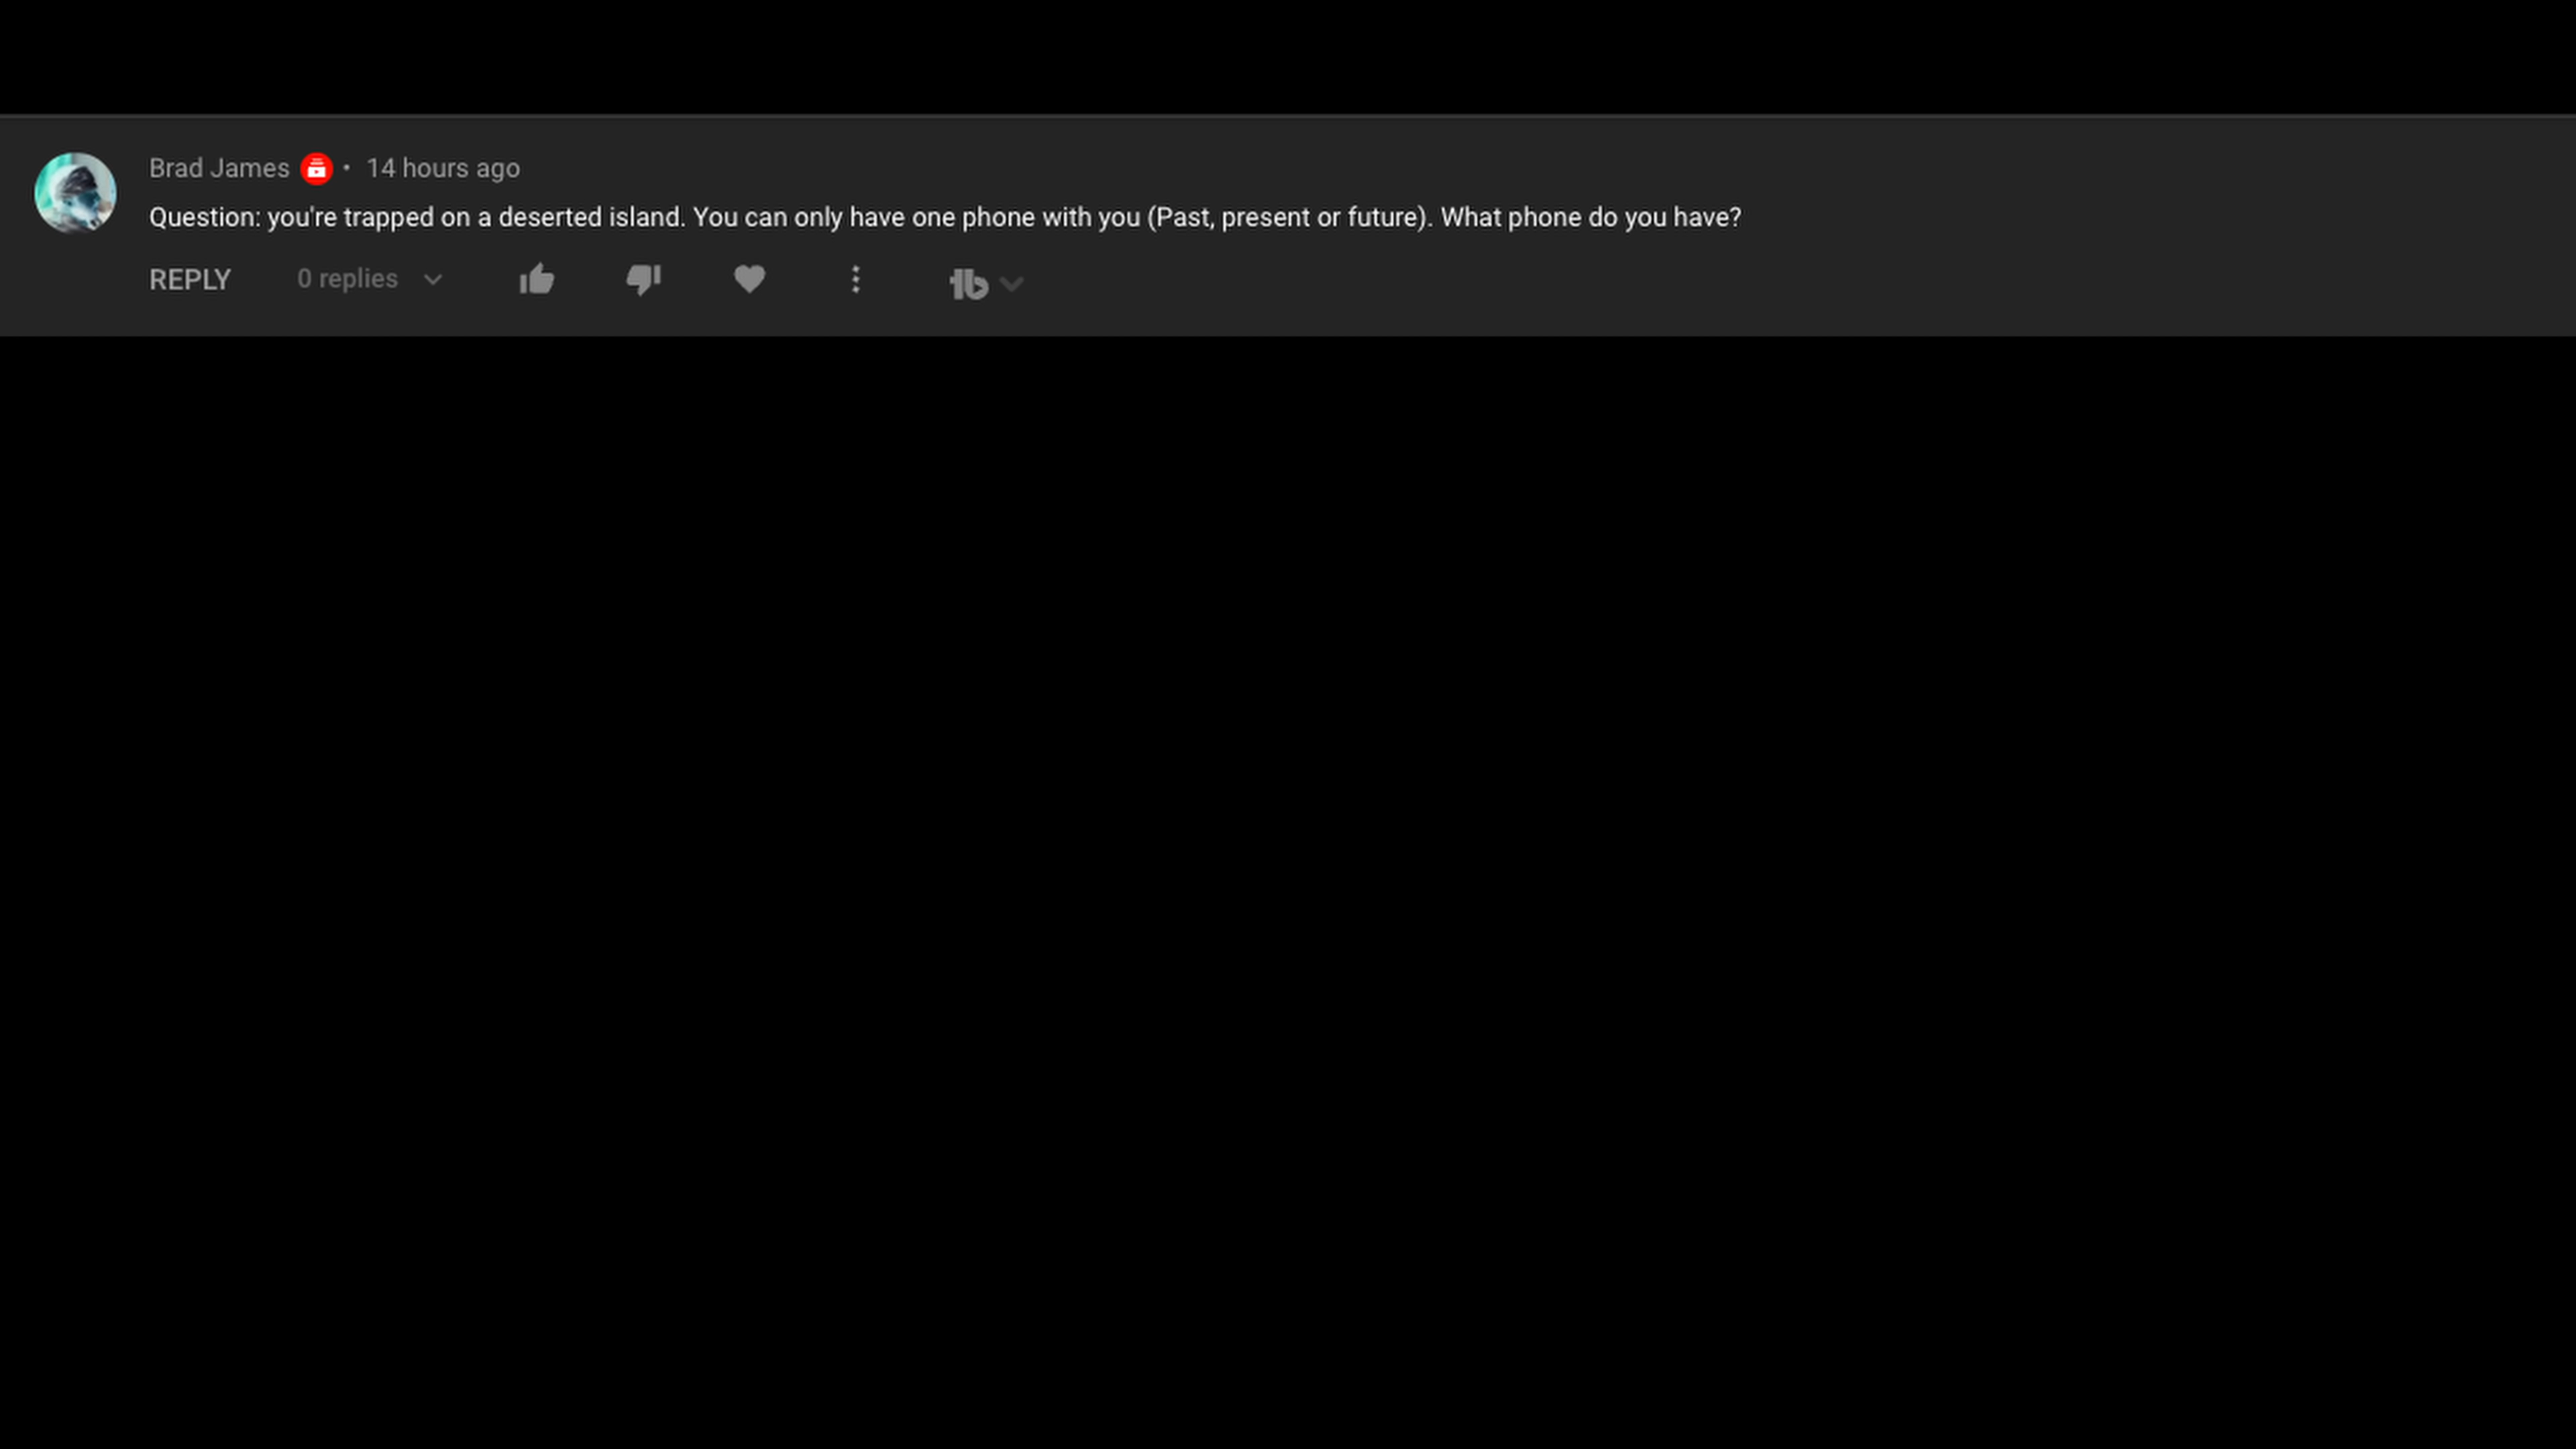 Brad James • 14 hours ago
Question: you're trapped on a deserted island. You can only have one phone with you (Past, present or future). What phone do you have?
REPLY 0 replies